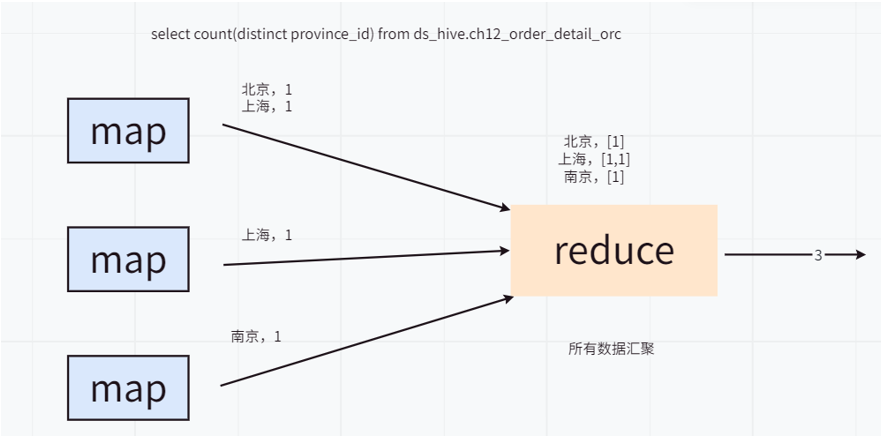 select count(distinct province_id) from ds_hive.ch12_order_detail_orc
北京，1
上海，1
map
北京，[1]
上海，[1,1]
南京，[1]
上海，1
map
reduce
3
南京，1
所有数据汇聚
map